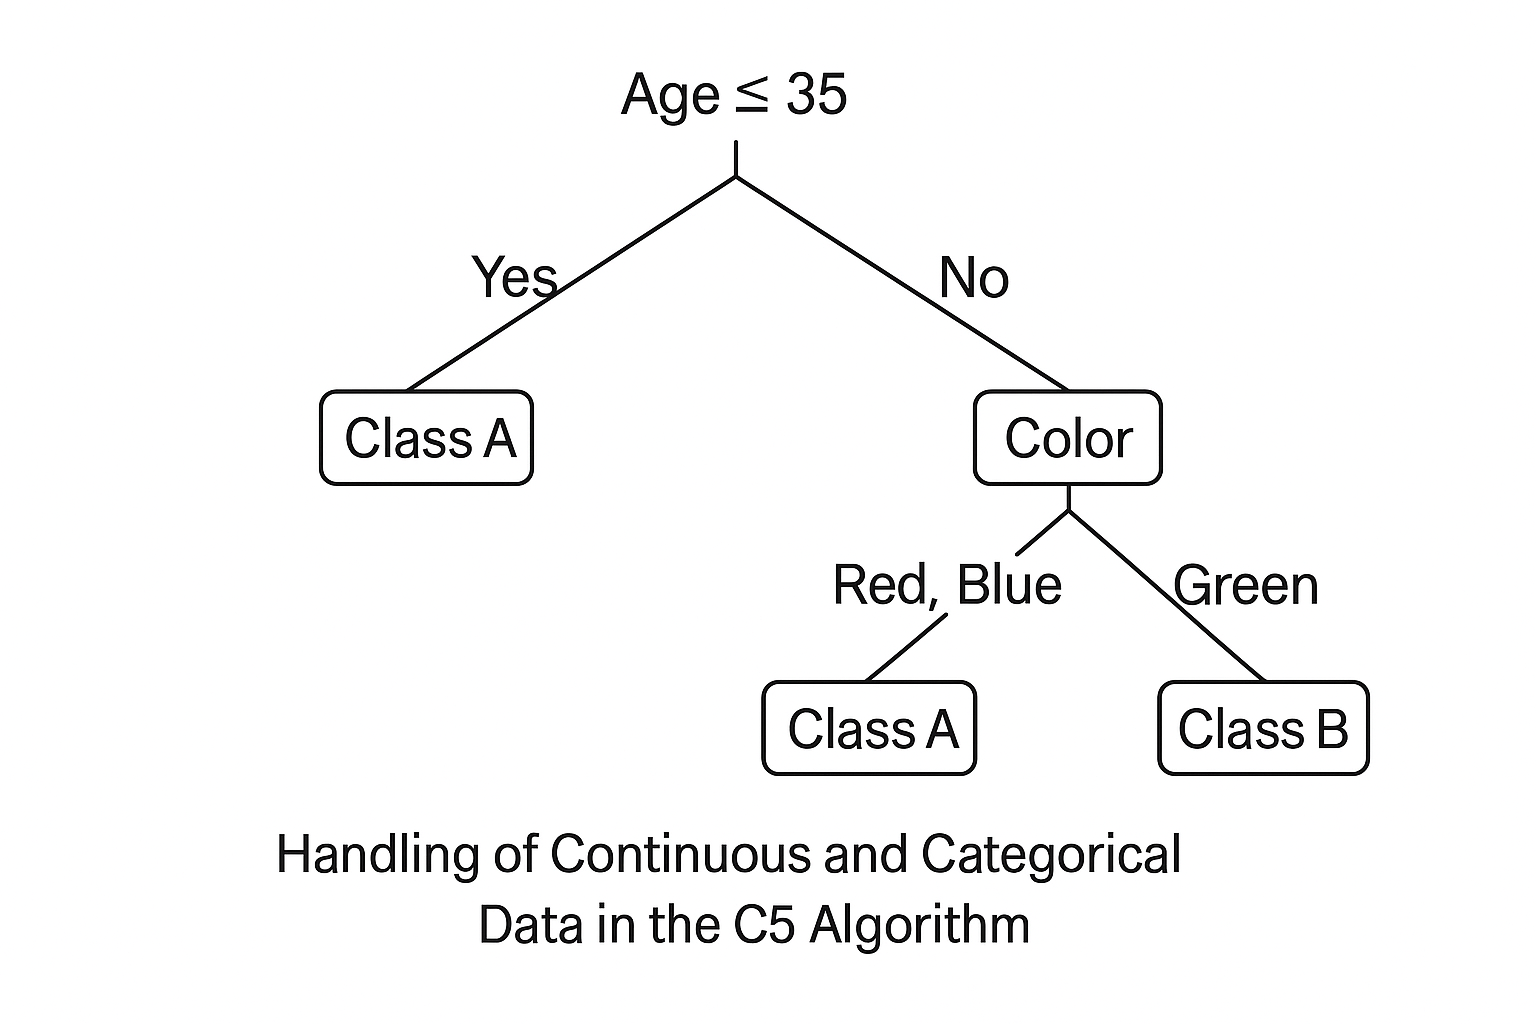 Age ≤ 35
Yes
No
Class A
Color
Red, Blue
Green
Class A
Class B
Handling of Continuous and Categorical
Data in the C5 Algorithm